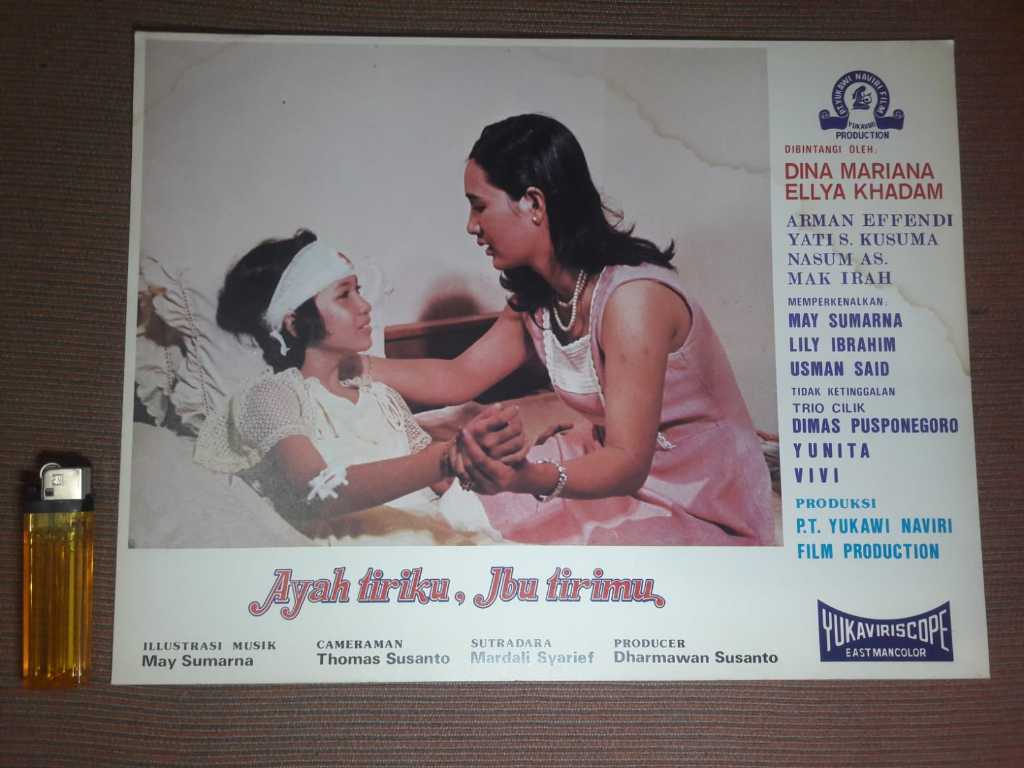 P.T.YUKAWI NAVIRI FILM
YUKAVIRI
PRODUCTION
DIBINTANGI OLEH:
DINA MARIANA
ELLYA KHADAM
ARMAN EFFENDI
YATI S. KUSUMA
NASUM AS.
MAK IRAH
MEMPERKENALKAN:
MAY SUMARNA
LILY IBRAHIM
USMAN SAID
TIDAK KETINGGALAN
TRIO CILIK
DIMAS PUSPONEGORO
YUNITA
VIVI
PRODUKSI
P.T. YUKAWI NAVIRI
FILM PRODUCTION
Ayah tiriku, Ibu tirimu.
ILLUSTRASI MUSIK
May Sumarna
CAMERAMAN
Thomas Susanto
SUTRADARA
Mardali Syarief
PRODUCER
Dharmawan Susanto
YUKAVIRISCOPE
EASTMANCOLOR